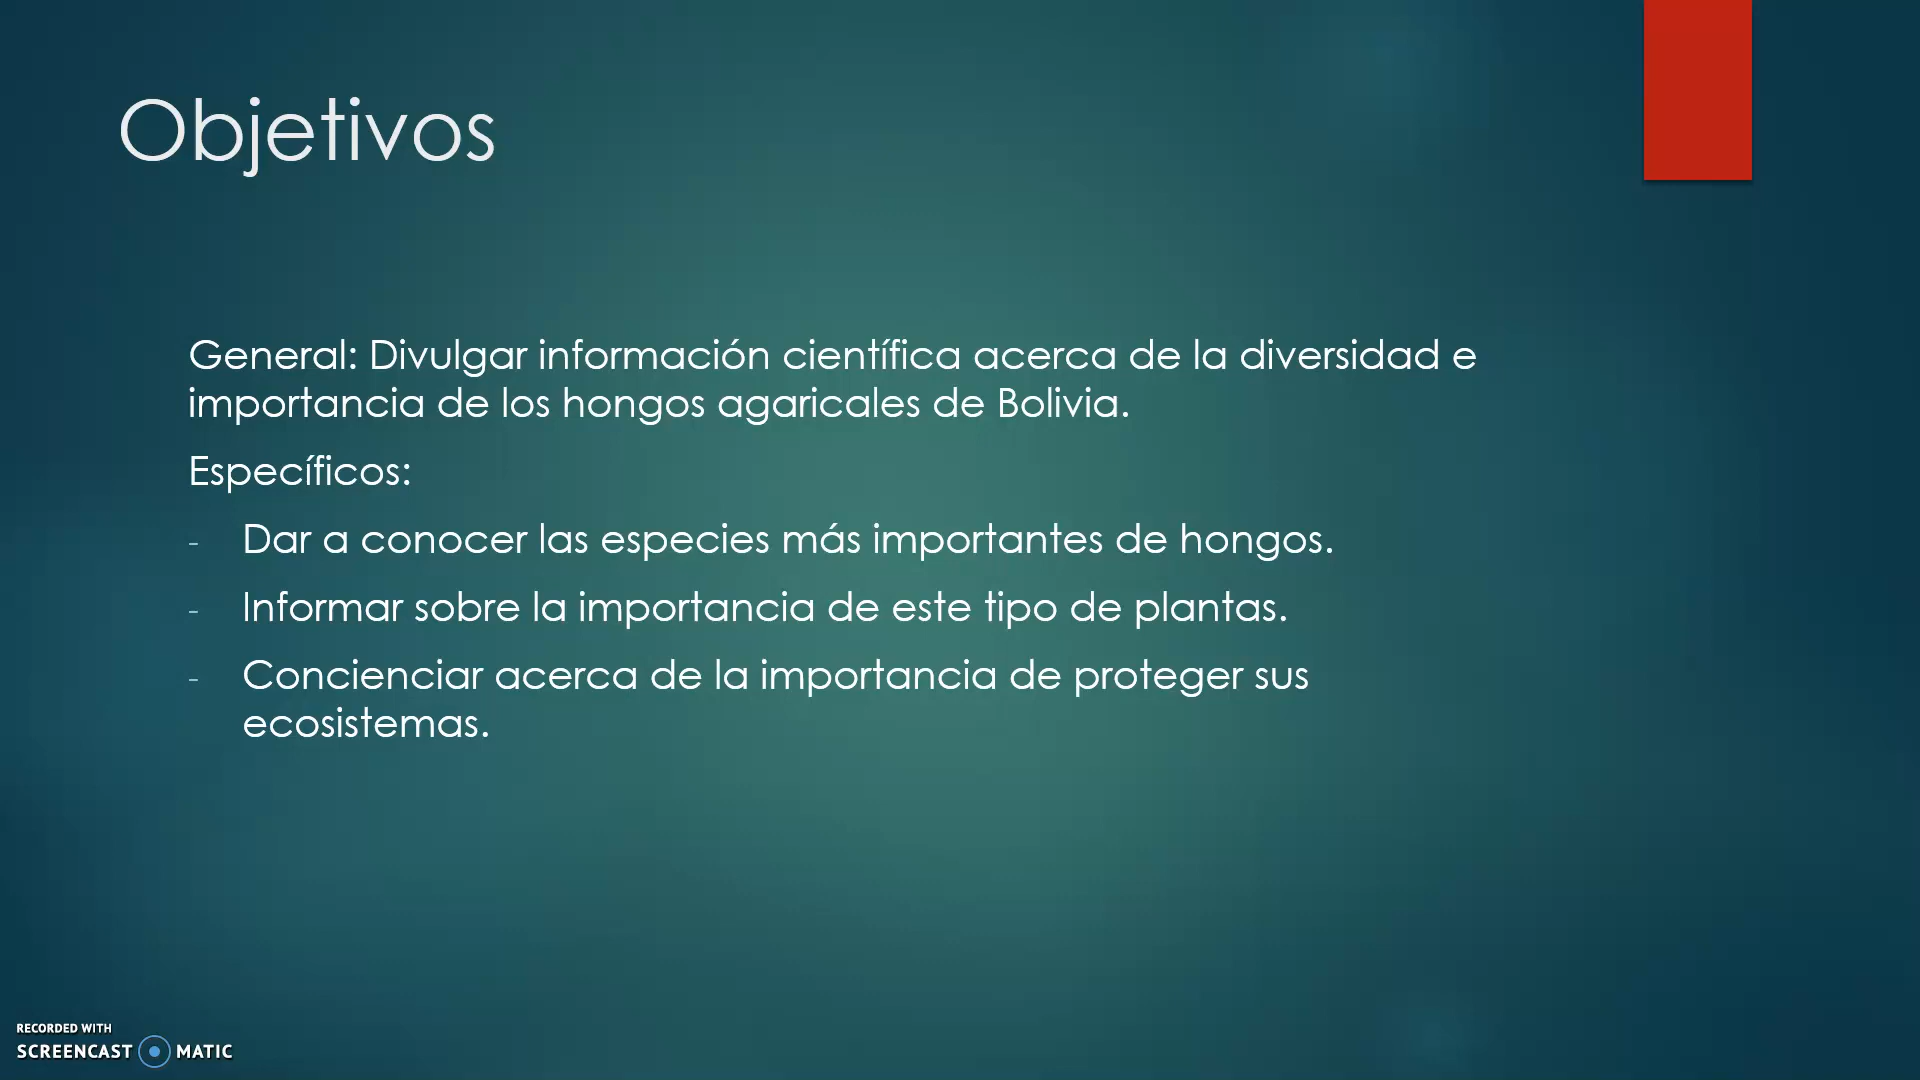 Objetivos
General: Divulgar información científica acerca de la diversidad e
importancia de los hongos agaricales de Bolivia.
Específicos:
- Dar a conocer las especies más importantes de hongos.
- Informar sobre la importancia de este tipo de plantas.
- Concienciar acerca de la importancia de proteger sus
ecosistemas.
RECORDED WITH
SCREENCAST MATIC